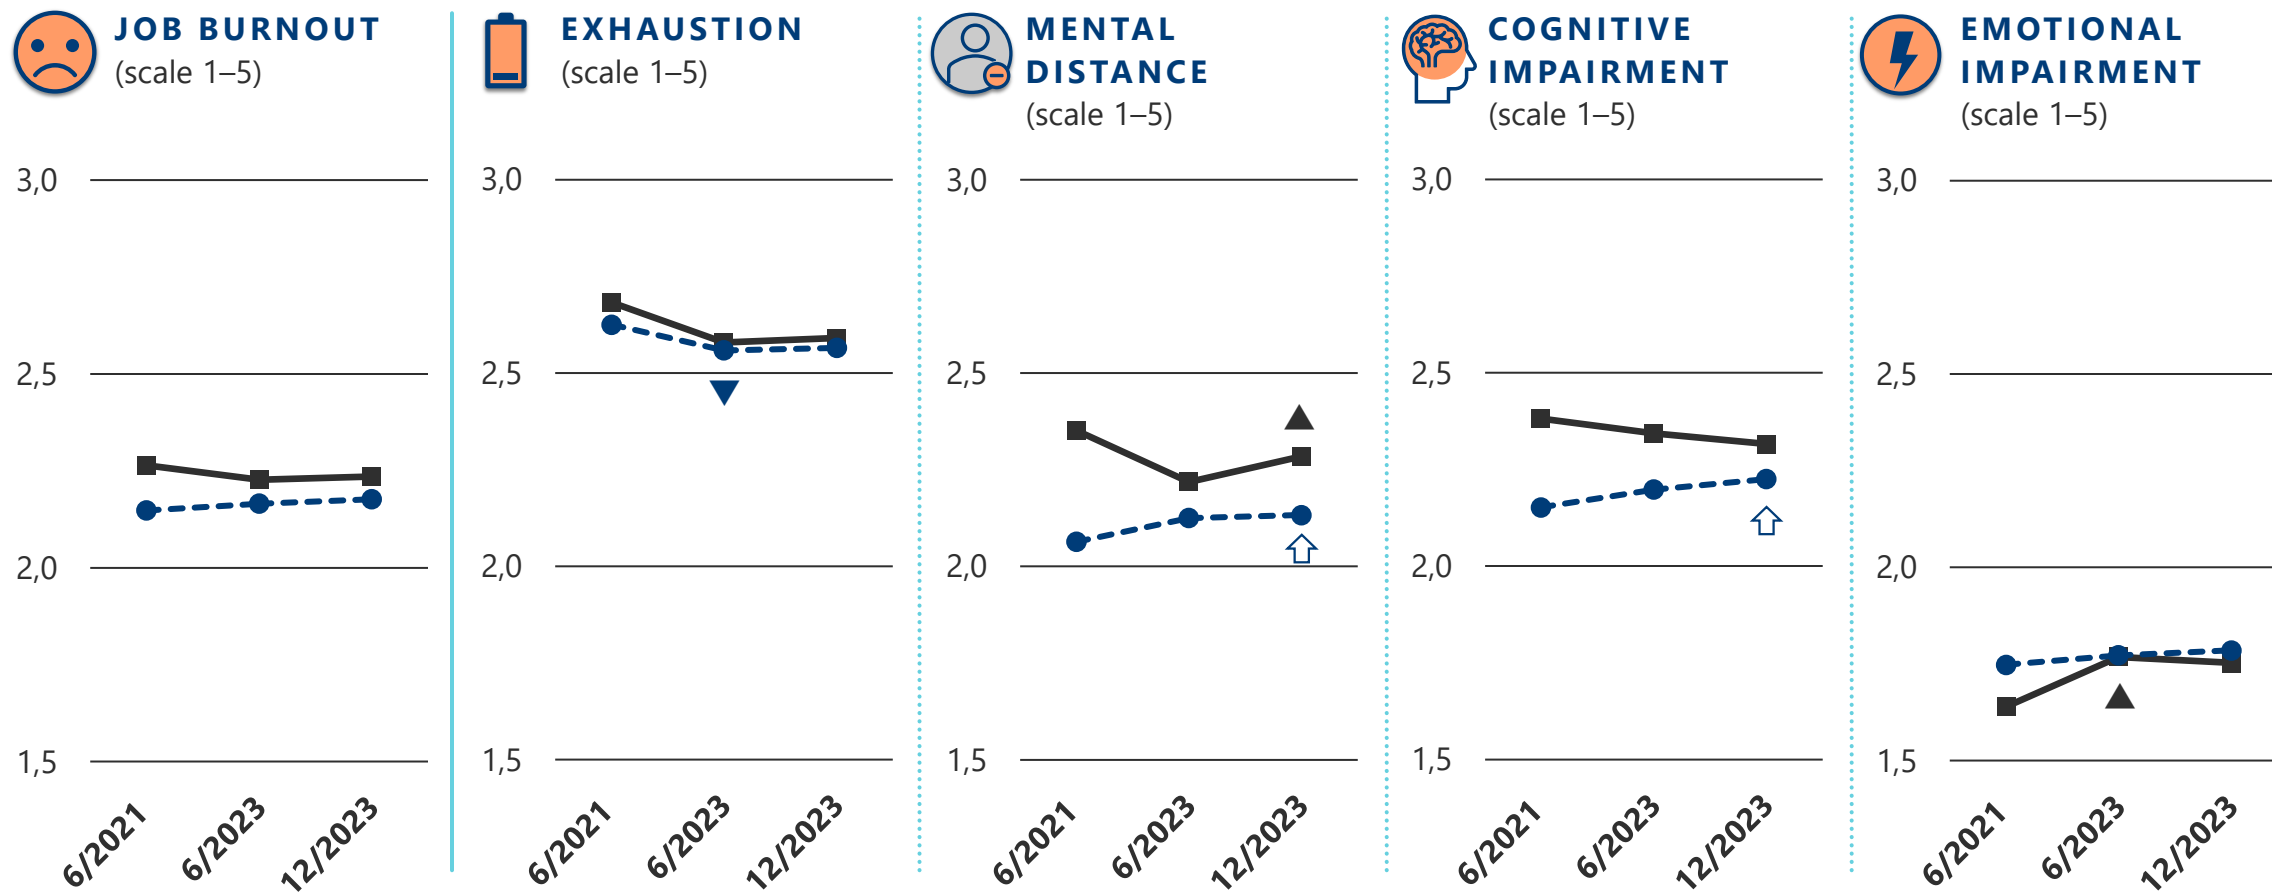 JOB BURNOUT
(scale 1–5)
3,0
2,5
2,0
1,5
6/2021
6/2023
12/2023
EXHAUSTION
(scale 1–5)
3,0
2,5
2,0
1,5
6/2021
6/2023
12/2023
MENTAL
DISTANCE
(scale 1–5)
3,0
2,5
2,0
1,5
6/2021
6/2023
12/2023
COGNITIVE
IMPAIRMENT
(scale 1–5)
3,0
2,5
2,0
1,5
6/2021
6/2023
12/2023
EMOTIONAL
IMPAIRMENT
(scale 1–5)
3,0
2,5
2,0
1,5
6/2021
6/2023
12/2023